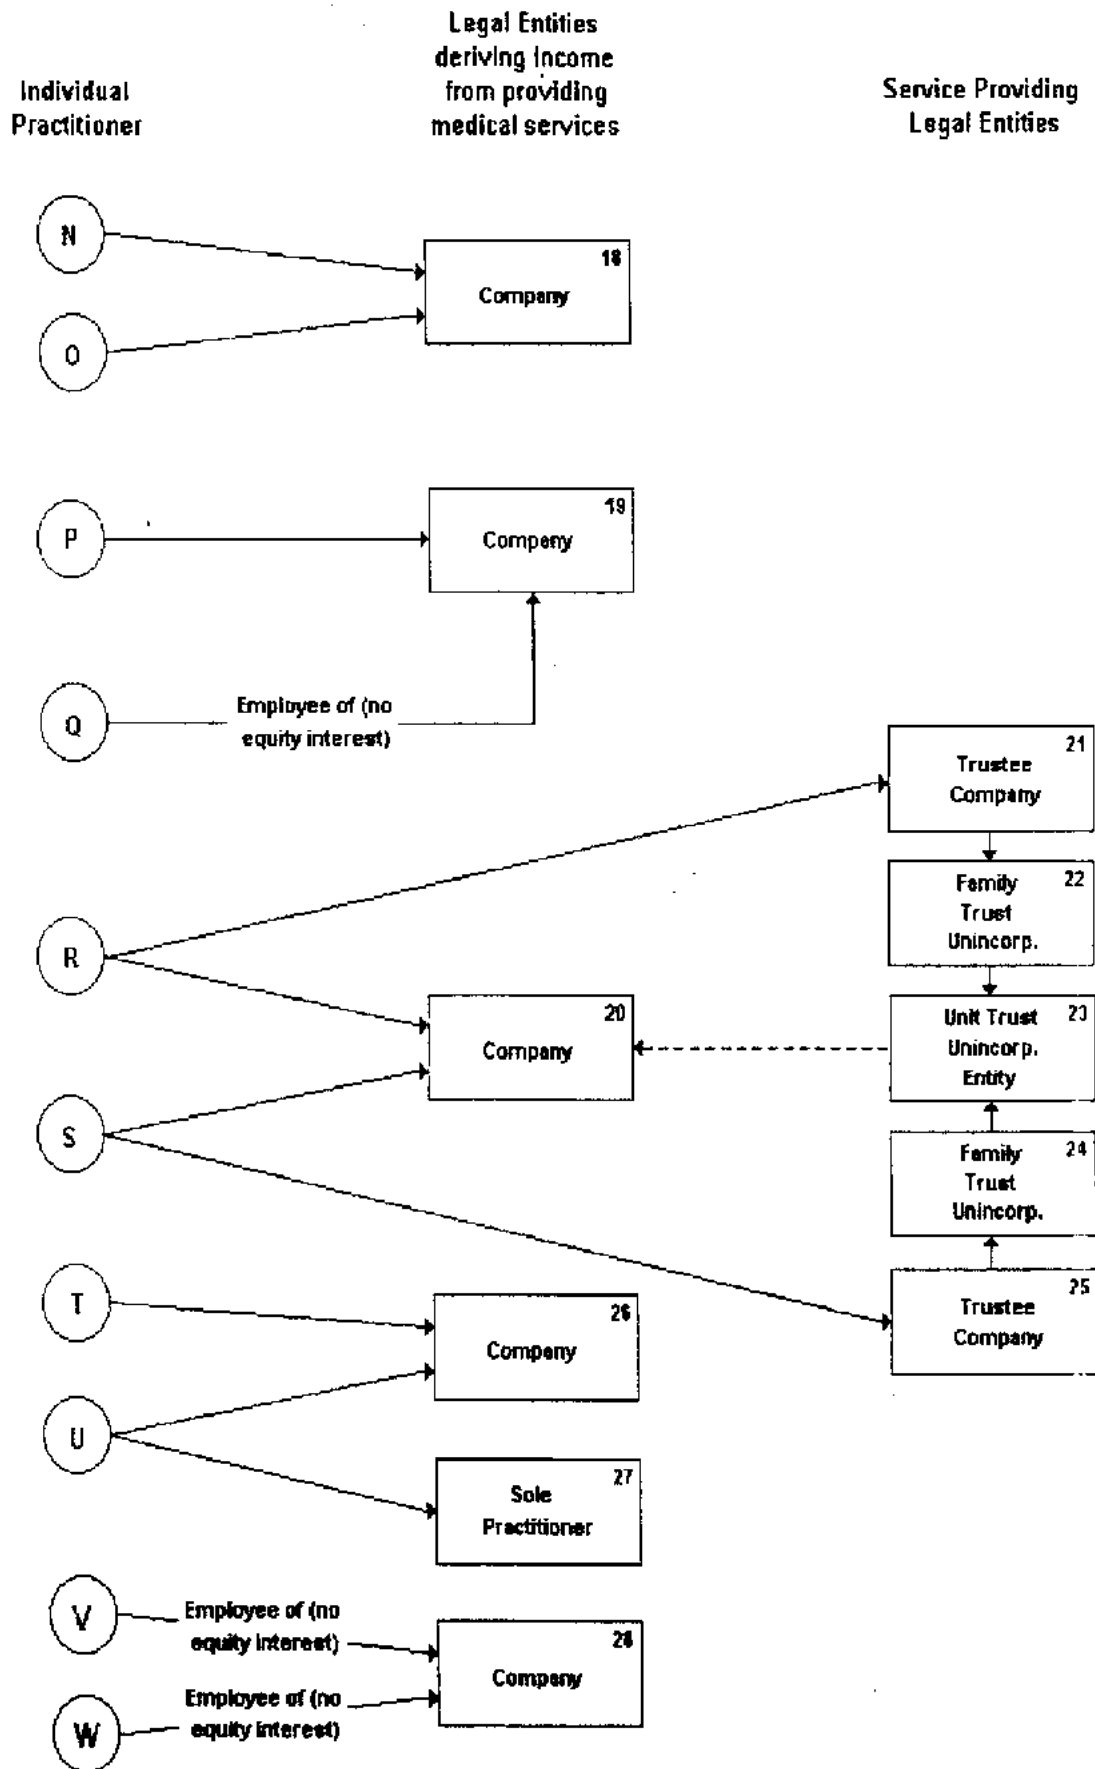 Legal Entities
deriving income
from providing
medical services
Individual
Practitioner
Service Providing
Legal Entities
N
18
Company
O
P
19
Company
Q
Employee of (no
equity interest)
21
Trustee
Company
22
Family
Trust
Unincorp.
R
20
Company
23
Unit Trust
Unincorp.
Entity
S
24
Family
Trust
Unincorp.
25
Trustee
Company
T
26
Company
U
27
Sole
Practitioner
V
Employee of (no
equity interest)
28
Company
W
Employee of (no
equity interest)